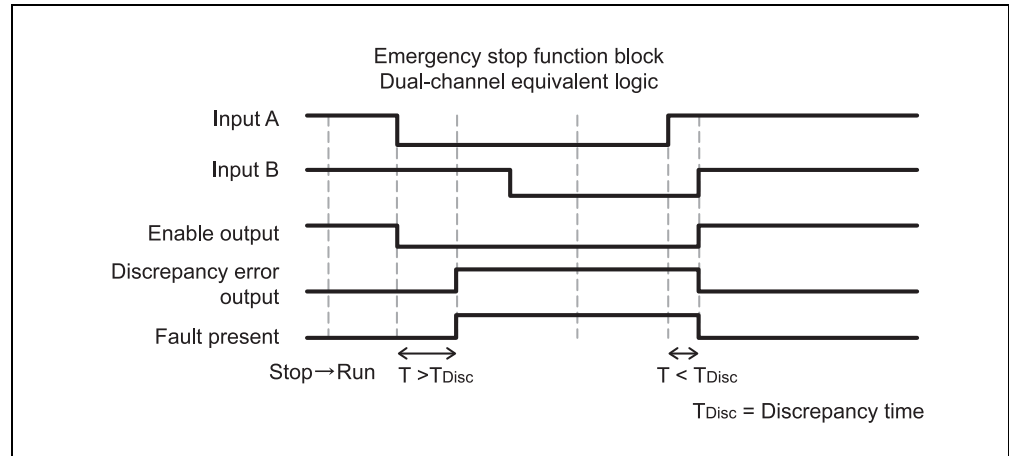 Emergency stop function block
Dual-channel equivalent logic
Input A
Input B
Enable output
Discrepancy error
output
Fault present
Stop→Run
T >TDisc
T < TDisc
TDisc = Discrepancy time